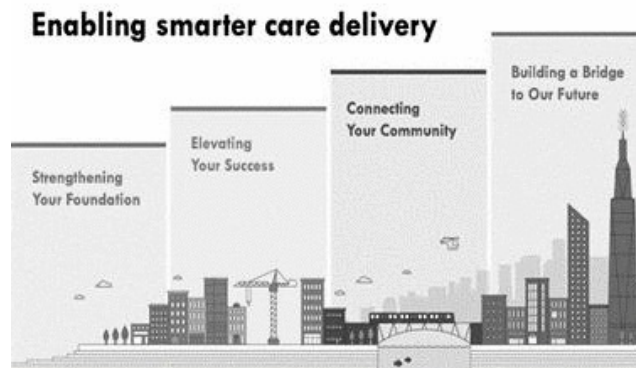 Enabling smarter care delivery
Strengthening
Your Foundation
Elevating
Your Success
Connecting
Your Community
Building a Bridge
to Our Future